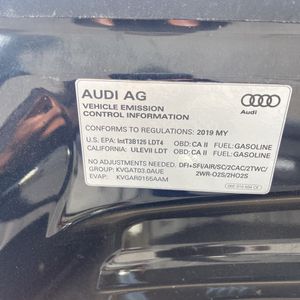 AUDI AG
VEHICLE EMISSION
CONTROL INFORMATION
Audi
CONFORMS TO REGULATIONS: 2019 MY
U.S. EPA: IntT3B125 LDT4 OBD: CA II FUEL:GASOLINE
CALIFORNIA: ULEVII LDT OBD: CA II FUEL:GASOLINE
NO ADJUSTMENTS NEEDED. DFI+SFI/AIR/SC/2CAC/2TWC/
2WR-O2S/2HO2S
GROUP: KVGAT03.0AUE
EVAP: KVGAR0155AAM